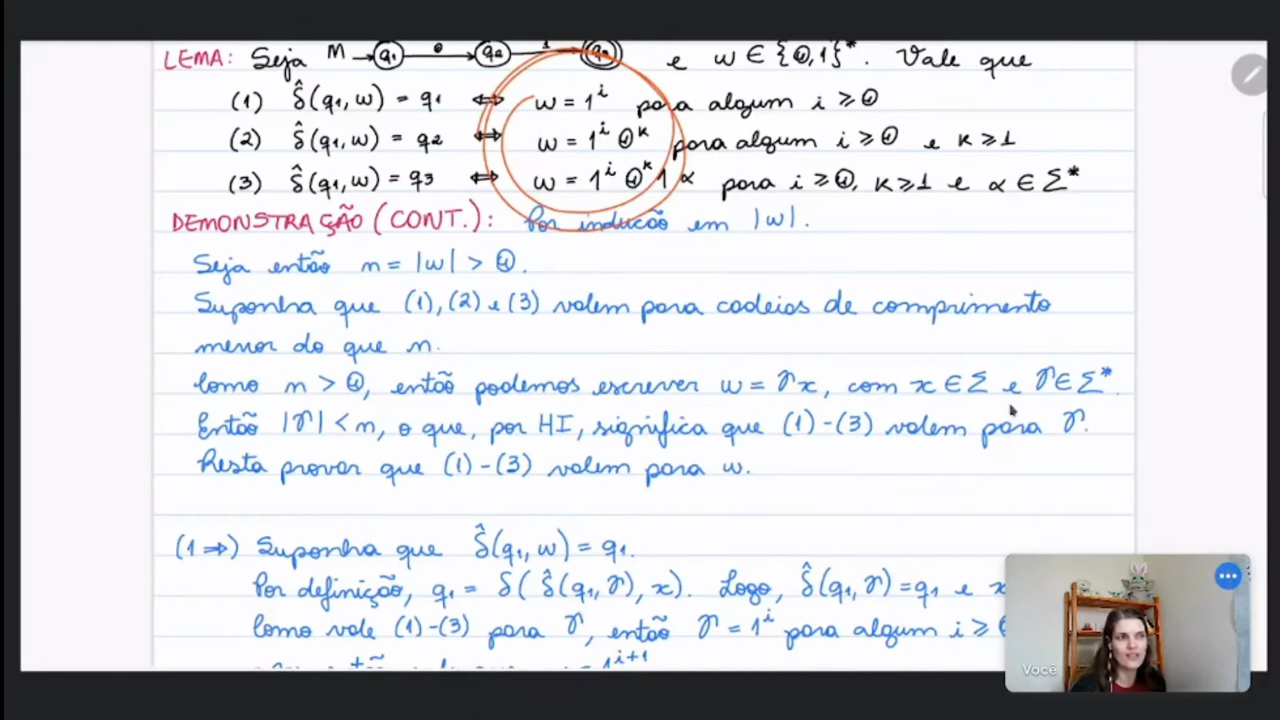 LEMA: Seja M → q1 0 → q2 1 → q3 e w ∈ {0,1}*. Vale que
(1) δ̂(q1, w) = q1 ⇔ w = 1^i para algum i ≥ 0
(2) δ̂(q1, w) = q2 ⇔ w = 1^i 0^k para algum i ≥ 0 e k ≥ 1
(3) δ̂(q1, w) = q3 ⇔ w = 1^i 0^k 1 α para i ≥ 0, k ≥ 1 e α ∈ Σ*
DEMONSTRAÇÃO (CONT.): Por indução em |w|.
Seja então n = |w| > 0.
Suponha que (1), (2) e (3) valem para cadeias de comprimento
menor do que n.
Como n > 0, então podemos escrever w = γx, com x ∈ Σ e γ ∈ Σ*.
Então |γ| < n, o que, por HI, significa que (1)-(3) valem para γ.
Resta provar que (1)-(3) valem para w.
(1⇒) Suponha que δ̂(q1, w) = q1.
Por definição, q1 = δ(δ̂(q1, γ), x). Logo, δ̂(q1, γ) = q1 e x
Como vale (1)-(3) para γ, então γ = 1^i para algum i ≥ 0
1^i+1
Você